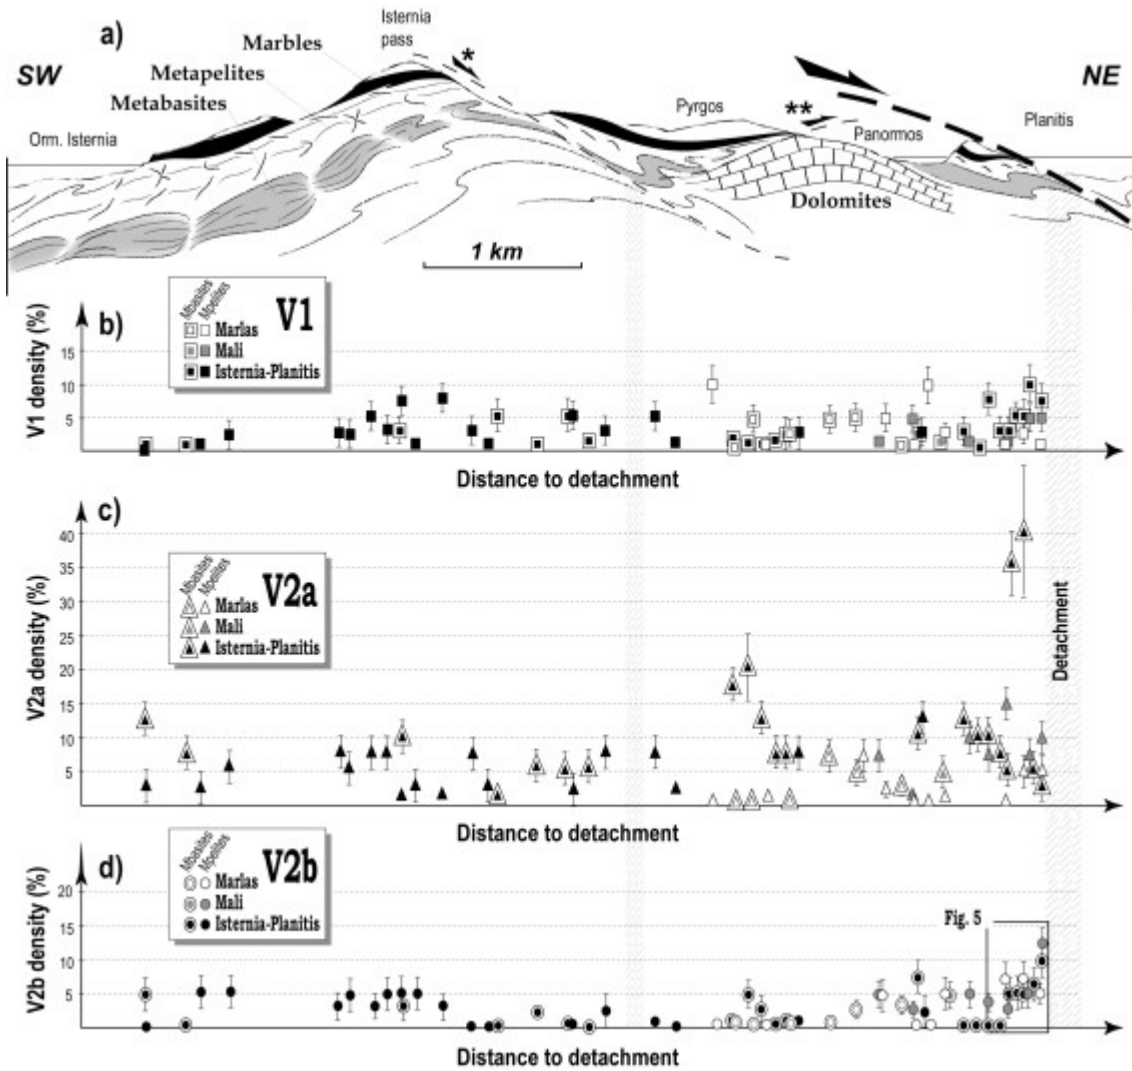 a)
Isternia
pass
*
SW
Marbles
Metapelites
Metabasites
Orm. Isternia
Pyrgos
**
Panormos
Planitis
NE
Dolomites
1 km
b)
V1 density (%)
15
10
5
Mbasites
Mpelites
V1
Marlas
Mali
Isternia-Planitis
Distance to detachment
c)
V2a density (%)
40
35
30
25
20
15
10
5
Mbasites
Mpelites
V2a
Marlas
Mali
Isternia-Planitis
Detachment
Distance to detachment
d)
V2b density (%)
20
15
10
5
Mbasites
Mpelites
V2b
Marlas
Mali
Isternia-Planitis
Fig. 5
Distance to detachment